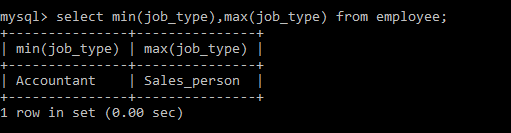 mysql> select min(job_type),max(job_type) from employee;
+---------------+---------------+
| min(job_type) | max(job_type) |
+---------------+---------------+
| Accountant    | Sales_person  |
+---------------+---------------+
1 row in set (0.00 sec)